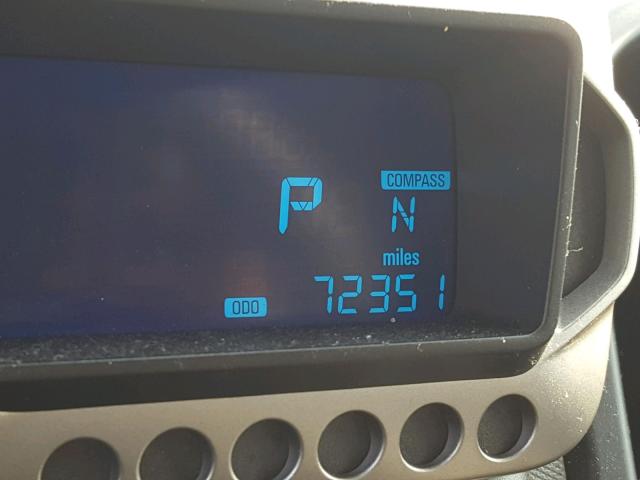 COMPASS
P N
miles
ODO 72351